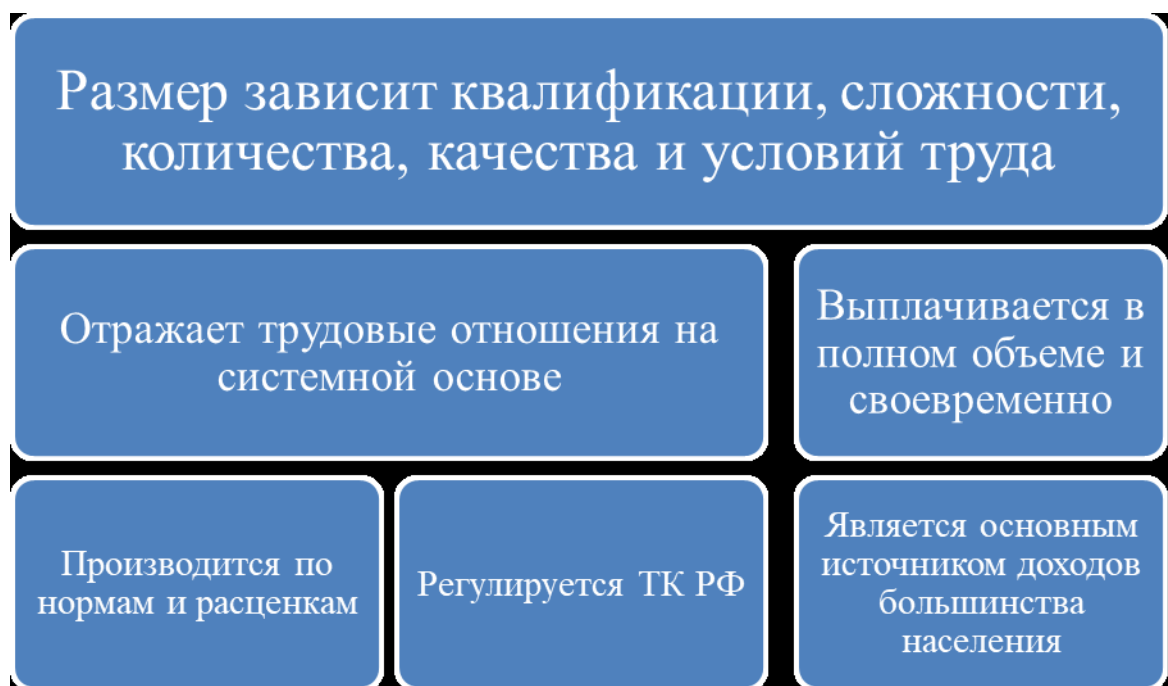 Размер зависит квалификации, сложности,
количества, качества и условий труда
Отражает трудовые отношения на
системной основе
Выплачивается в
полном объеме и
своевременно
Производится по
нормам и расценкам
Регулируется ТК РФ
Является основным
источником доходов
большинства
населения